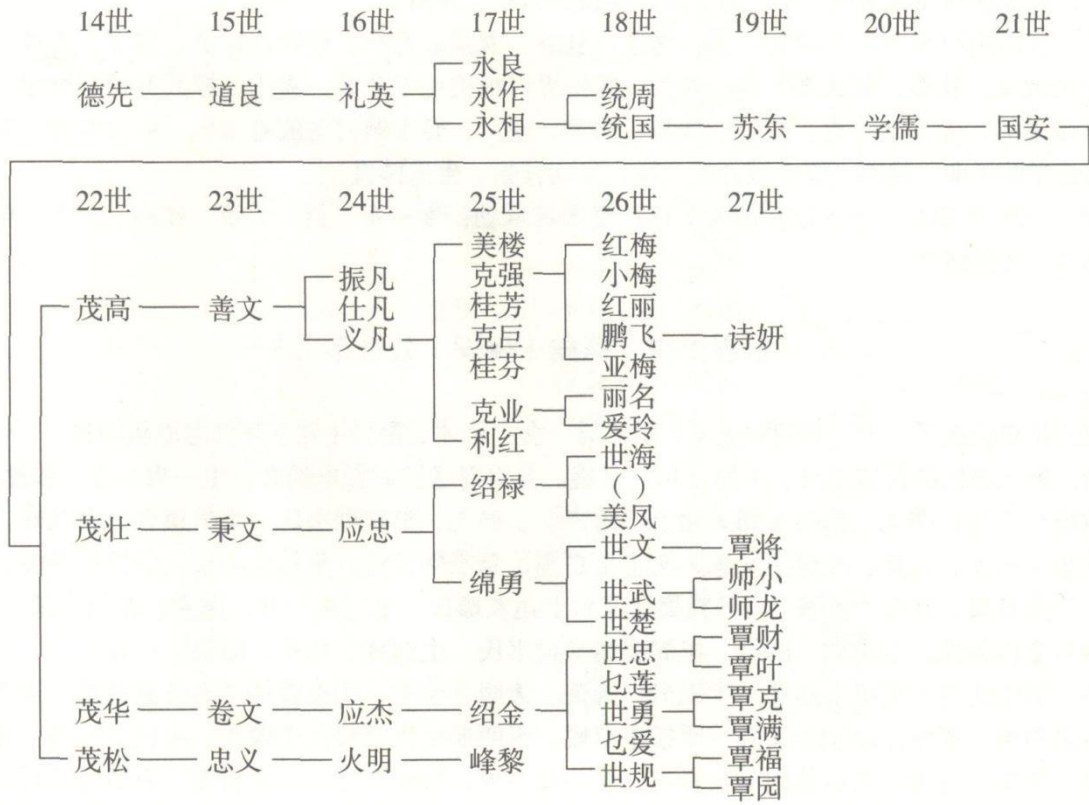 14世 15世 16世 17世 18世 19世 20世 21世
永良
德先 道良 礼英 永作 统周
永相 统国 苏东 学儒 国安
22世 23世 24世 25世 26世 27世
美楼 红梅
振凡 克强 小梅
茂高 善文 仕凡 桂芳 红丽
义凡 克巨 鹏飞 诗妍
桂芬 亚梅
克业 丽名
利红 爱玲
世海
绍禄 ( )
美凤
茂壮 秉文 应忠 世文 覃将
绵勇 世武 师小
师龙
世楚
世忠 覃财
覃叶
乜莲
茂华 卷文 应杰 绍金 世勇 覃克
覃满
乜爱
茂松 忠义 火明 峰黎 世规 覃福
覃园